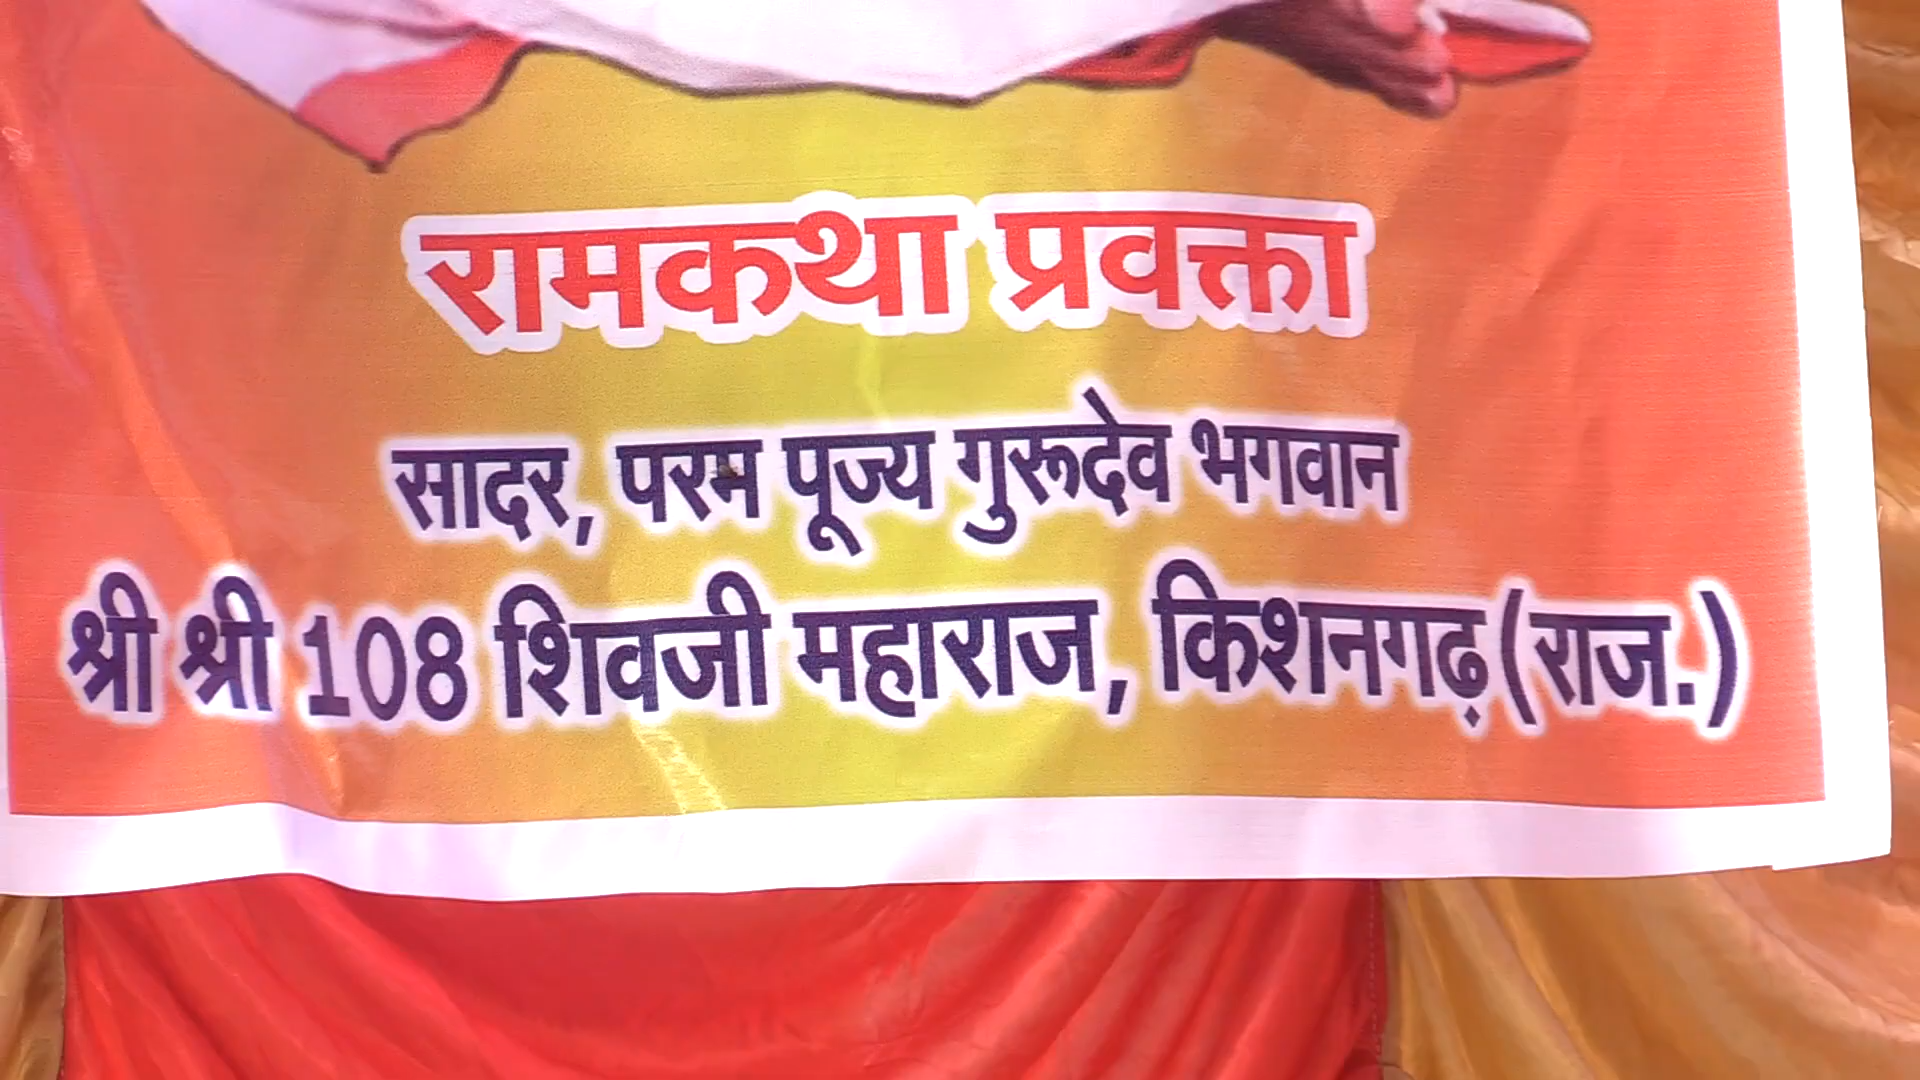 रामकथा प्रवक्ता
सादर, परम पूज्य गुरूदेव भगवान
श्री श्री 108 शिवजी महाराज, किशनगढ़ (राज.)